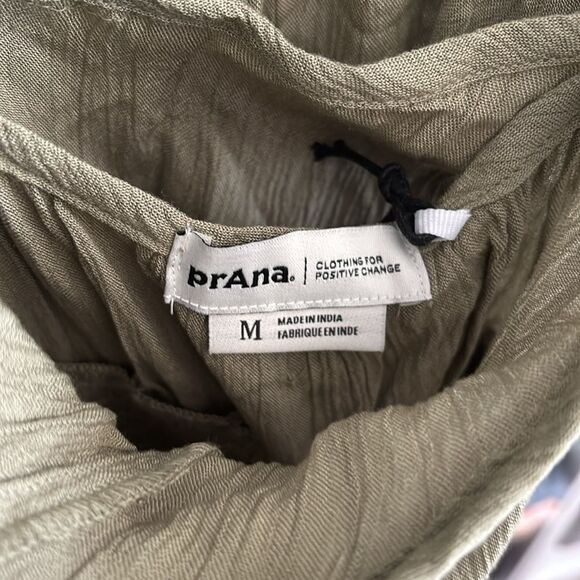 prAna.
CLOTHING FOR
POSITIVE CHANGE
M
MADE IN INDIA
FABRIQUE EN INDE